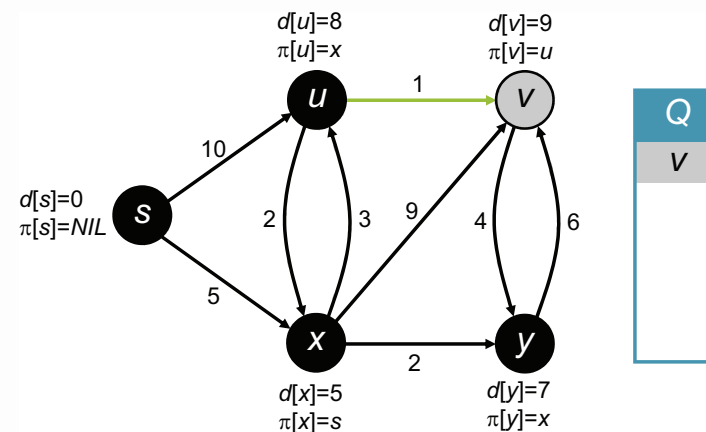 d[u]=8
π[u]=x
d[v]=9
π[v]=u
1
u
v
Q
v
10
d[s]=0
π[s]=NIL
s
2
3
9
4
6
5
x
2
y
d[x]=5
π[x]=s
d[y]=7
π[y]=x